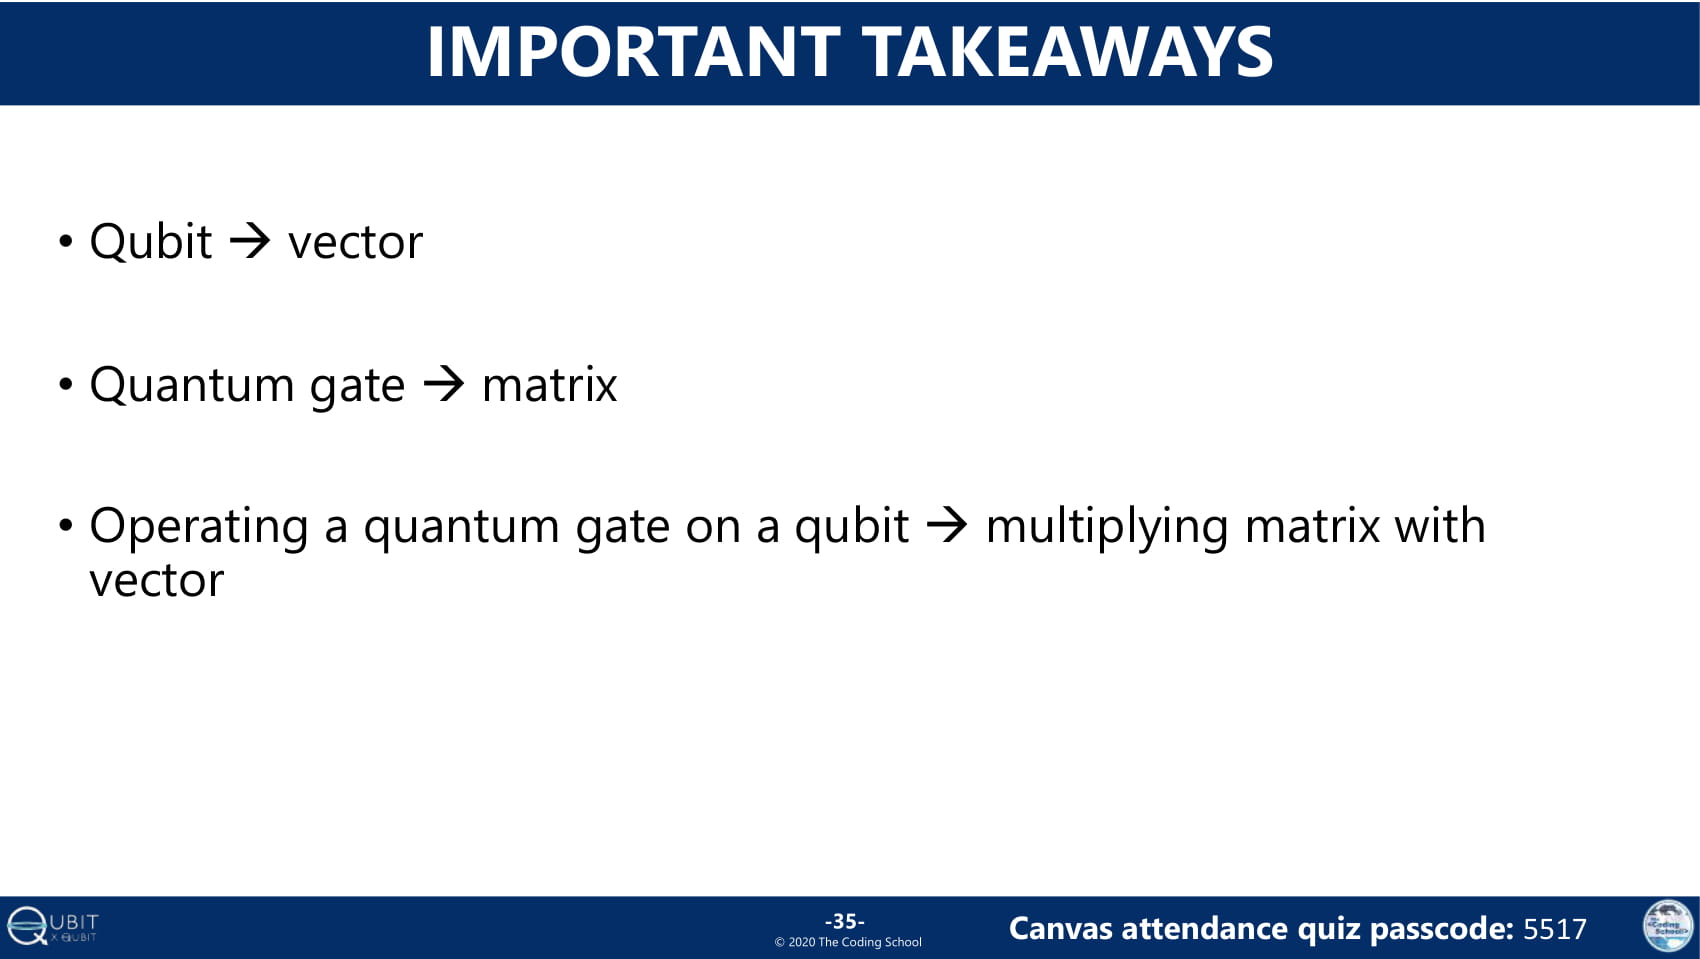 IMPORTANT TAKEAWAYS
• Qubit → vector
• Quantum gate → matrix
• Operating a quantum gate on a qubit → multiplying matrix with
vector
QUBIT
X QUBIT
-35-
© 2020 The Coding School
Canvas attendance quiz passcode: 5517
The
Coding
School